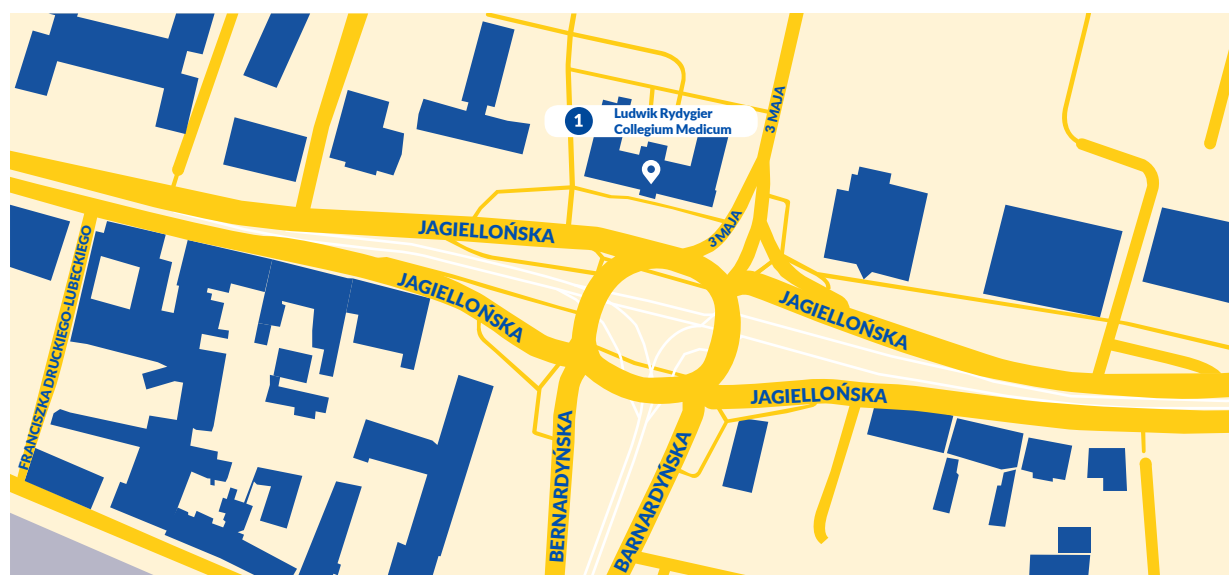 3 MAJA
1
Ludwik Rydygier
Collegium Medicum
3 MAJA
JAGIELLOŃSKA
JAGIELLOŃSKA
JAGIELLOŃSKA
JAGIELLOŃSKA
FRANCISZKA DRUCKIEGO-LUBECKIEGO
BERNARDYŃSKA
BARNARDYŃSKA